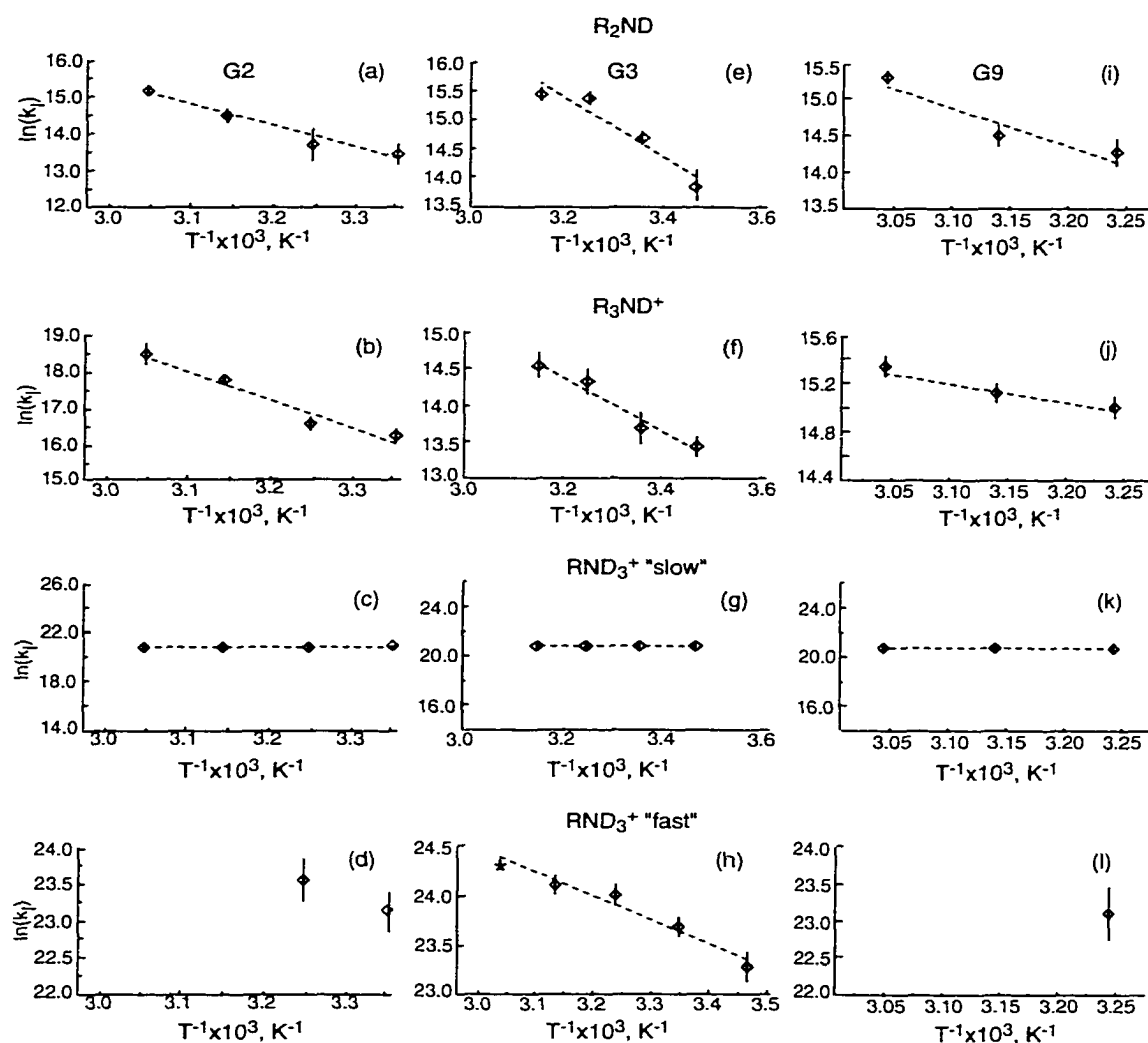 R₂ND
G2 (a) G3 (e) G9 (i)
ln(kⱼ)
16.0 15.0 14.0 13.0 12.0
3.0 3.1 3.2 3.3
T⁻¹x10³, K⁻¹
16.0 15.5 15.0 14.5 14.0 13.5
3.0 3.2 3.4 3.6
T⁻¹x10³, K⁻¹
15.5 15.0 14.5 14.0 13.5
3.05 3.10 3.15 3.20 3.25
T⁻¹x10³, K⁻¹
R₃ND⁺
(b) (f) (j)
ln(kⱼ)
19.0 18.0 17.0 16.0 15.0
3.0 3.1 3.2 3.3
T⁻¹x10³, K⁻¹
15.0 14.5 14.0 13.5 13.0
3.0 3.2 3.4 3.6
T⁻¹x10³, K⁻¹
15.6 15.2 14.8 14.4
3.05 3.10 3.15 3.20 3.25
T⁻¹x10³, K⁻¹
RND₃⁺ "slow"
(c) (g) (k)
ln(kⱼ)
26.0 22.0 18.0 14.0
3.0 3.1 3.2 3.3
T⁻¹x10³, K⁻¹
24.0 20.0 16.0
3.0 3.2 3.4 3.6
T⁻¹x10³, K⁻¹
24.0 20.0 16.0
3.05 3.10 3.15 3.20 3.25
T⁻¹x10³, K⁻¹
RND₃⁺ "fast"
(d) (h) (l)
ln(kⱼ)
24.0 23.5 23.0 22.5 22.0
3.0 3.1 3.2 3.3
T⁻¹x10³, K⁻¹
24.5 24.0 23.5 23.0
3.0 3.1 3.2 3.3 3.4 3.5
T⁻¹x10³, K⁻¹
24.0 23.5 23.0 22.5 22.0
3.05 3.10 3.15 3.20 3.25
T⁻¹x10³, K⁻¹